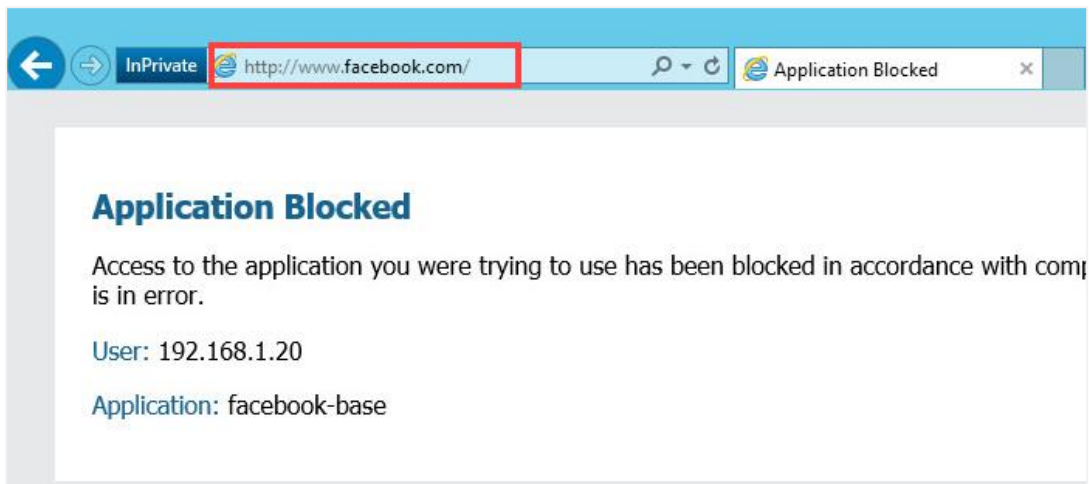 InPrivate http://www.facebook.com/ Application Blocked
Application Blocked
Access to the application you were trying to use has been blocked in accordance with
is in error.
User: 192.168.1.20
Application: facebook-base